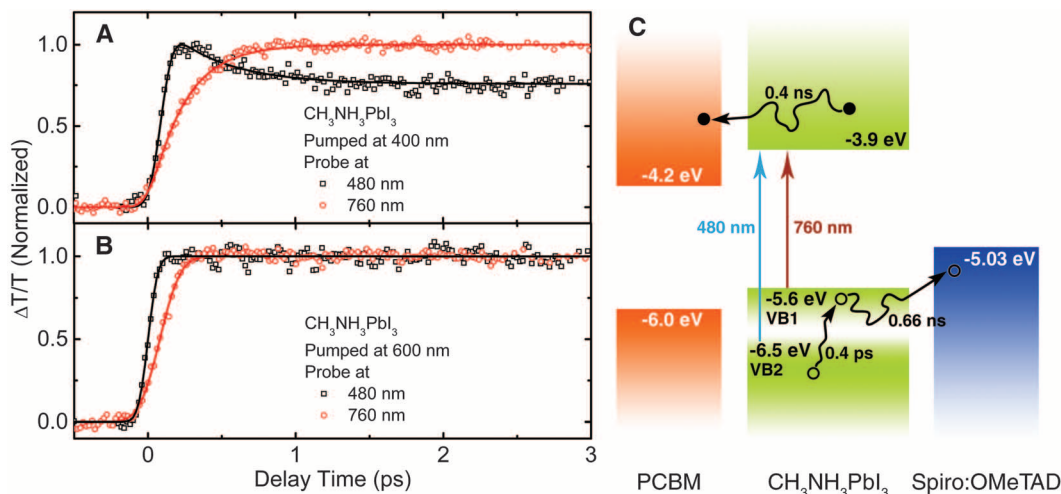 ΔT/T (Normalized)
1.0
0.5
0.0
A
CH₃NH₃PbI₃
Pumped at 400 nm
Probe at
480 nm
760 nm
1.0
0.5
0.0
B
CH₃NH₃PbI₃
Pumped at 600 nm
Probe at
480 nm
760 nm
0 1 2 3
Delay Time (ps)
C
0.4 ns
-3.9 eV
-4.2 eV
480 nm
760 nm
-5.03 eV
-5.6 eV
VB1
-6.0 eV
0.66 ns
-6.5 eV
VB2
0.4 ps
PCBM CH₃NH₃PbI₃ Spiro:OMeTAD